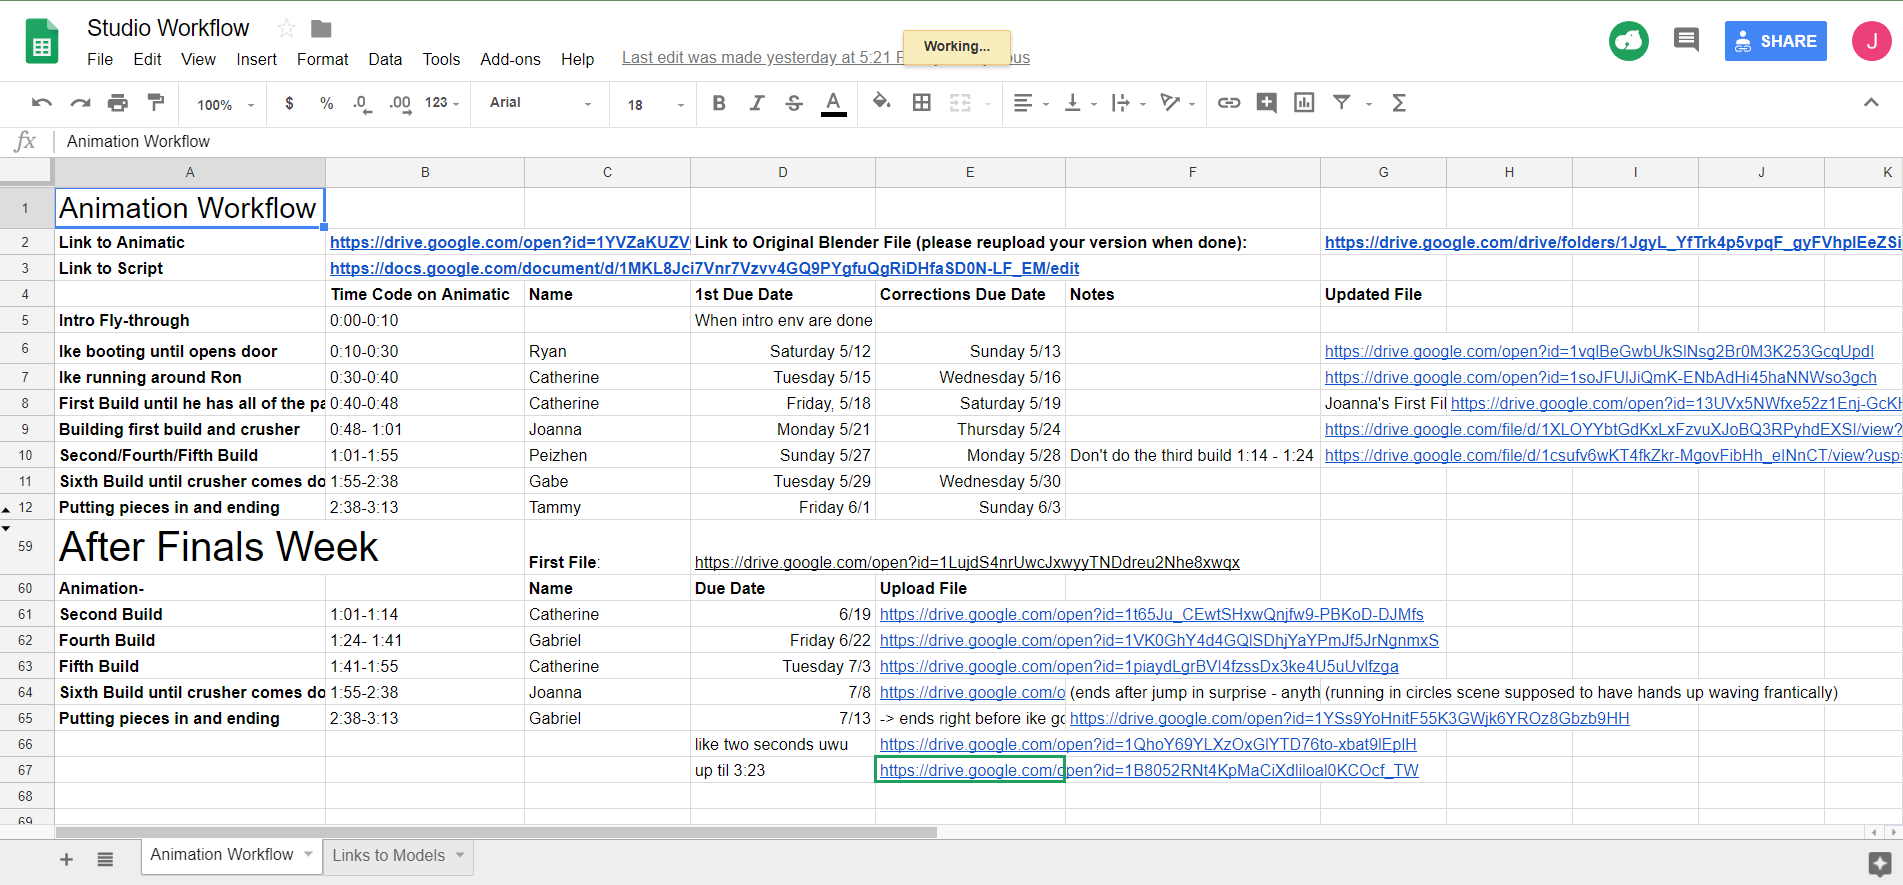 Studio Workflow
File Edit View Insert Format Data Tools Add-ons Help Last edit was made yesterday at 5:21
Working...
SHARE
J
100% $ % .0 .00 123 Arial 18 B I S A Σ
fx Animation Workflow
A B C D E F G H I J K
1 Animation Workflow
2 Link to Animatic https://drive.google.com/open?id=1YVZaKUZV Link to Original Blender File (please reupload your version when done): https://drive.google.com/drive/folders/1JgyL_YfTrk4p5vpqF_gyFVhplEeZSi
3 Link to Script https://docs.google.com/document/d/1MKL8Jci7Vnr7Vzvv4GQ9PYgfuQgRiDHfaSD0N-LF_EM/edit
4 Time Code on Animatic Name 1st Due Date Corrections Due Date Notes Updated File
5 Intro Fly-through 0:00-0:10 When intro env are done
6 Ike booting until opens door 0:10-0:30 Ryan Saturday 5/12 Sunday 5/13 https://drive.google.com/open?id=1vqlBeGwbUkSlNsg2Br0M3K253GcqUpdl
7 Ike running around Ron 0:30-0:40 Catherine Tuesday 5/15 Wednesday 5/16 https://drive.google.com/open?id=1soJFUlJiQmK-ENbAdHi45haNNWso3gch
8 First Build until he has all of the pa 0:40-0:48 Catherine Friday, 5/18 Saturday 5/19 Joanna's First Fil https://drive.google.com/open?id=13UVx5NWfxe52z1Enj-GcKH
9 Building first build and crusher 0:48- 1:01 Joanna Monday 5/21 Thursday 5/24 https://drive.google.com/file/d/1XLOYYbtGdKxLxFzvuXJoBQ3RPyhdEXSI/view?
10 Second/Fourth/Fifth Build 1:01-1:55 Peizhen Sunday 5/27 Monday 5/28 Don't do the third build 1:14 - 1:24 https://drive.google.com/file/d/1csufv6wKT4fkZkr-MgovFibHh_eINnCT/view?usp=
11 Sixth Build until crusher comes do 1:55-2:38 Gabe Tuesday 5/29 Wednesday 5/30
12 Putting pieces in and ending 2:38-3:13 Tammy Friday 6/1 Sunday 6/3
59 After Finals Week First File: https://drive.google.com/open?id=1LujdS4nrUwcJxwyyTNDdreu2Nhe8xwqx
60 Animation- Name Due Date Upload File
61 Second Build 1:01-1:14 Catherine 6/19 https://drive.google.com/open?id=1t65Ju_CEwtSHxwQnjfw9-PBKoD-DJMfs
62 Fourth Build 1:24- 1:41 Gabriel Friday 6/22 https://drive.google.com/open?id=1VK0GhY4d4GQlSDhjYaYPmJf5JrNgnmxS
63 Fifth Build 1:41-1:55 Catherine Tuesday 7/3 https://drive.google.com/open?id=1piaydLgrBVI4fzssDx3ke4U5uUvlfzga
64 Sixth Build until crusher comes do 1:55-2:38 Joanna 7/8 https://drive.google.com/o (ends after jump in surprise - anyth (running in circles scene supposed to have hands up waving frantically)
65 Putting pieces in and ending 2:38-3:13 Gabriel 7/13 -> ends right before ike go https://drive.google.com/open?id=1YSs9YoHnitF55K3GWjk6YROz8Gbzb9HH
66 like two seconds uwu https://drive.google.com/open?id=1QhoY69YLXzOxGlYTD76to-xbat9lEplH
67 up til 3:23 https://drive.google.com/open?id=1B8052RNt4KpMaCiXdliloal0KCOcf_TW
68
69
Animation Workflow Links to Models